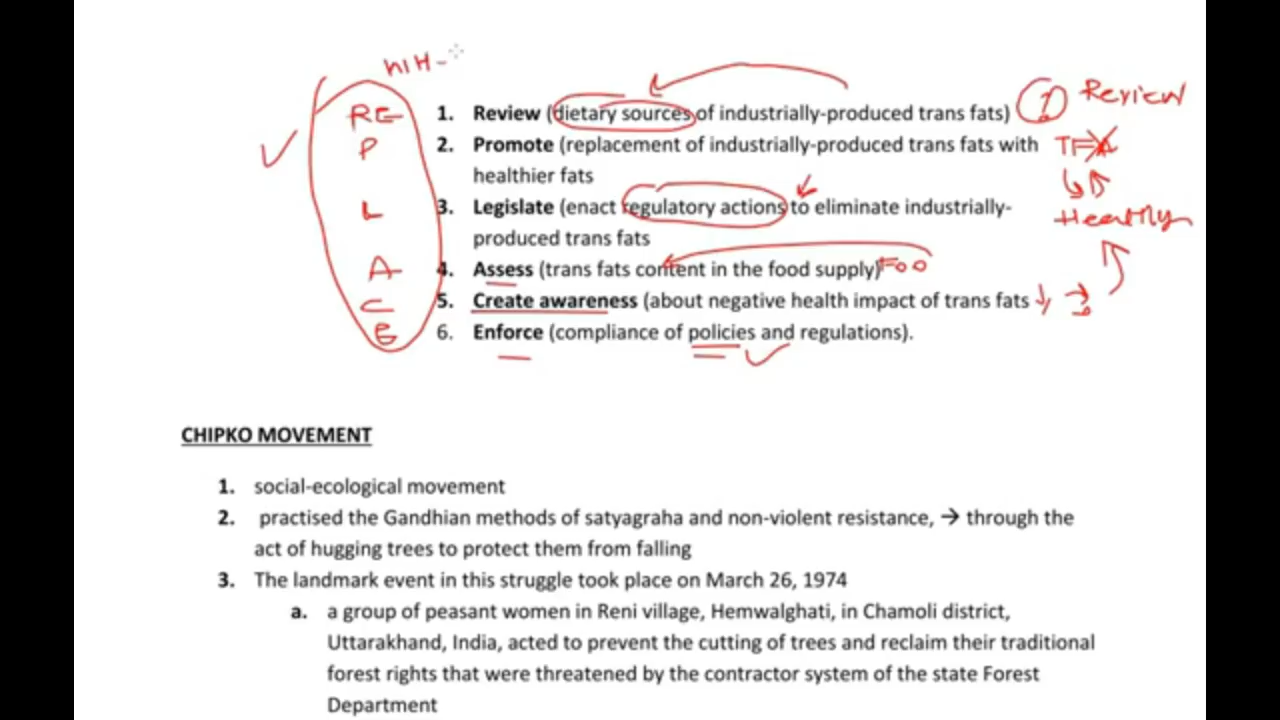 RE
P
L
A
C
E
1. Review (dietary sources of industrially-produced trans fats)
2. Promote (replacement of industrially-produced trans fats with
healthier fats
3. Legislate (enact regulatory actions to eliminate industrially-
produced trans fats
4. Assess (trans fats content in the food supply)
5. Create awareness (about negative health impact of trans fats
6. Enforce (compliance of policies and regulations).
Review
TFA
Healthy
CHIPKO MOVEMENT
1. social-ecological movement
2. practised the Gandhian methods of satyagraha and non-violent resistance, → through the
act of hugging trees to protect them from falling
3. The landmark event in this struggle took place on March 26, 1974
a. a group of peasant women in Reni village, Hemwalghati, in Chamoli district,
Uttarakhand, India, acted to prevent the cutting of trees and reclaim their traditional
forest rights that were threatened by the contractor system of the state Forest
Department